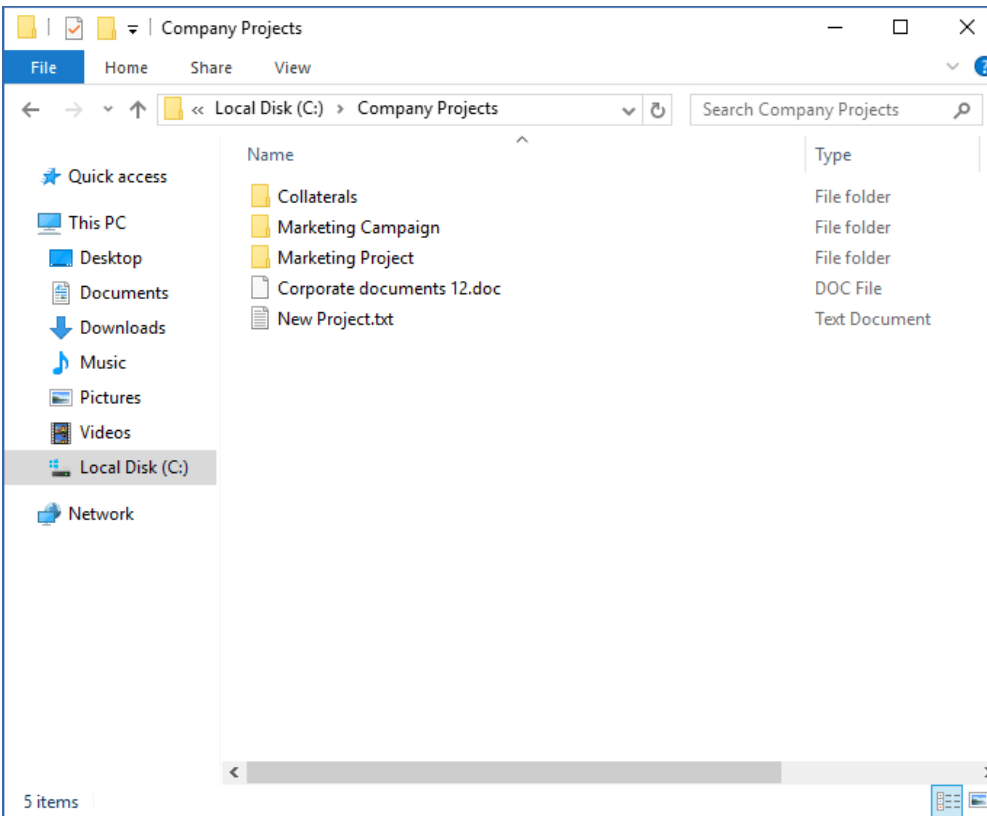 Company Projects
File Home Share View
« Local Disk (C:) › Company Projects
Search Company Projects
Quick access
This PC
Desktop
Documents
Downloads
Music
Pictures
Videos
Local Disk (C:)
Network
Name Type
Collaterals File folder
Marketing Campaign File folder
Marketing Project File folder
Corporate documents 12.doc DOC File
New Project.txt Text Document
5 items